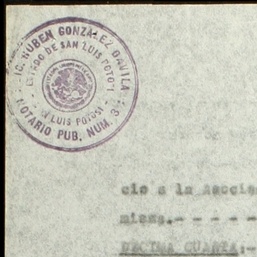 LIC. RUBEN GONZALEZ DAVILA
ESTADO DE SAN LUIS POTOSI
S. LUIS POTOSI
NOTARIO PUB. NUM. 3
cio a la Asocia
misma.- - - - -
DECIMA CUARTA:-